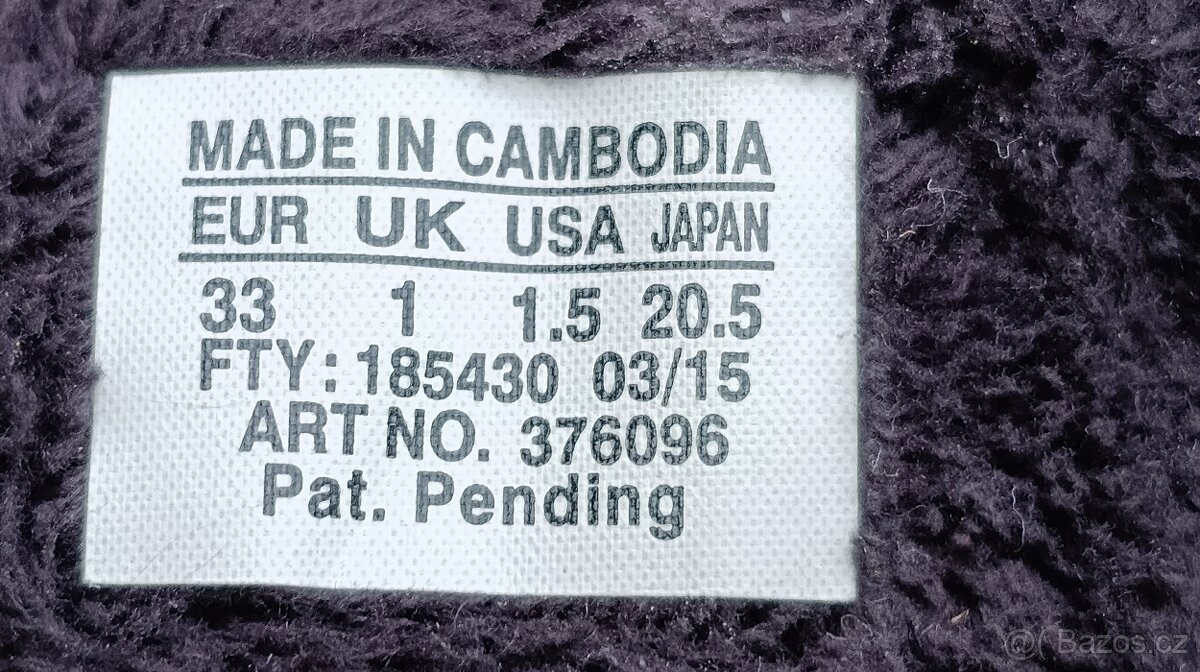 MADE IN CAMBODIA
EUR UK USA JAPAN
33 1 1.5 20.5
FTY: 185430 03/15
ART NO. 376096
Pat. Pending
Bazos.cz